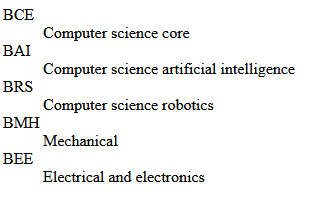 BCE
Computer science core
BAI
Computer science artificial intelligence
BRS
Computer science robotics
BMH
Mechanical
BEE
Electrical and electronics